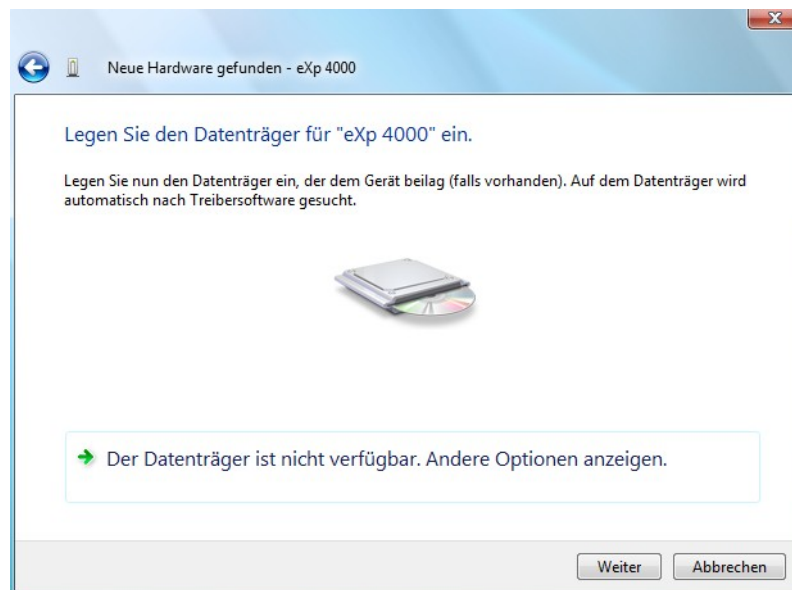 Neue Hardware gefunden - eXp 4000
Legen Sie den Datenträger für "eXp 4000" ein.
Legen Sie nun den Datenträger ein, der dem Gerät beilag (falls vorhanden). Auf dem Datenträger wird
automatisch nach Treibersoftware gesucht.
Der Datenträger ist nicht verfügbar. Andere Optionen anzeigen.
Weiter Abbrechen